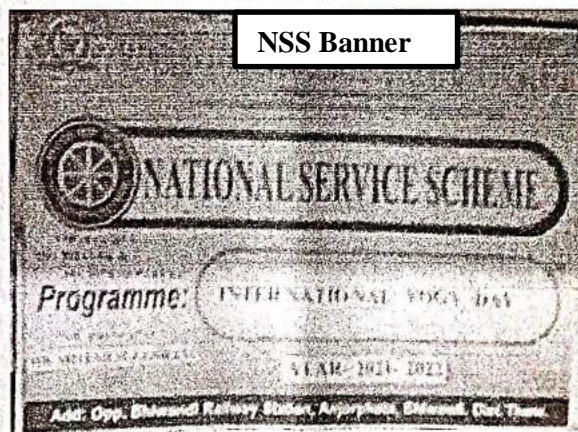 NSS Banner
NATIONAL SERVICE SCHEME
Programme:
INTERNATIONAL YOGA DAY
YEAR 2021-2022
Add: Opp. Bhiwandi Railway Station, Anjurphata, Bhiwandi, Dist. Thane.